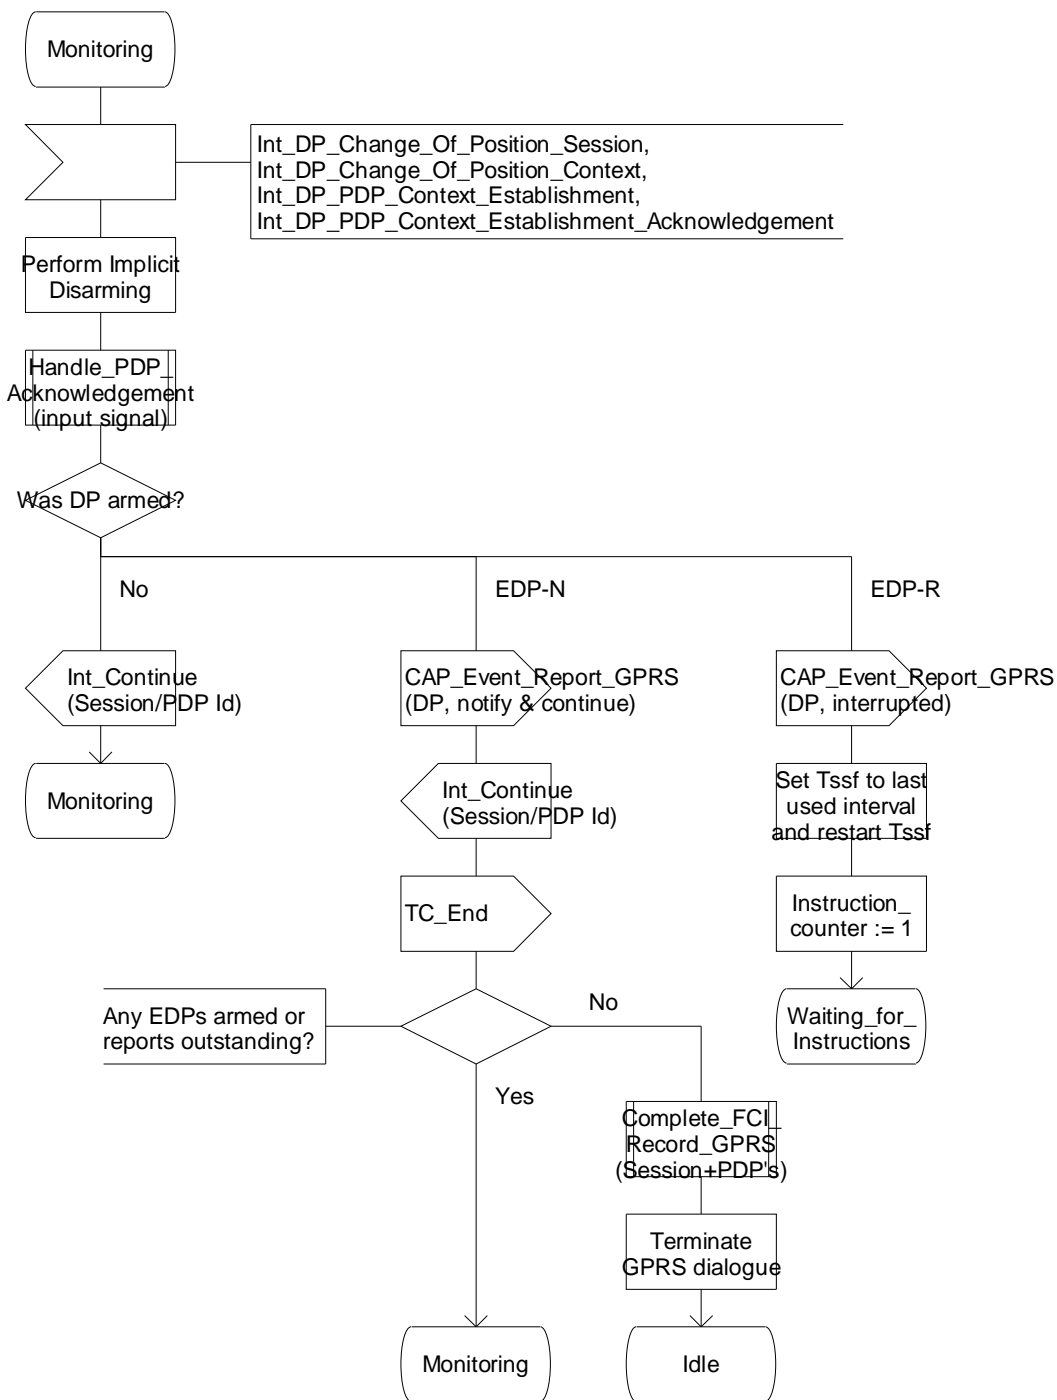 Monitoring
Int_DP_Change_Of_Position_Session,
Int_DP_Change_Of_Position_Context,
Int_DP_PDP_Context_Establishment,
Int_DP_PDP_Context_Establishment_Acknowledgement
Perform Implicit
Disarming
Handle_PDP_
Acknowledgement
(input signal)
Was DP armed?
No
EDP-N
EDP-R
Int_Continue
(Session/PDP Id)
CAP_Event_Report_GPRS
(DP, notify & continue)
CAP_Event_Report_GPRS
(DP, interrupted)
Monitoring
Int_Continue
(Session/PDP Id)
Set Tssf to last
used interval
and restart Tssf
TC_End
Instruction_
counter := 1
Any EDPs armed or
reports outstanding?
No
Waiting_for_
Instructions
Yes
Complete_FCI_
Record_GPRS
(Session+PDP's)
Terminate
GPRS dialogue
Monitoring
Idle